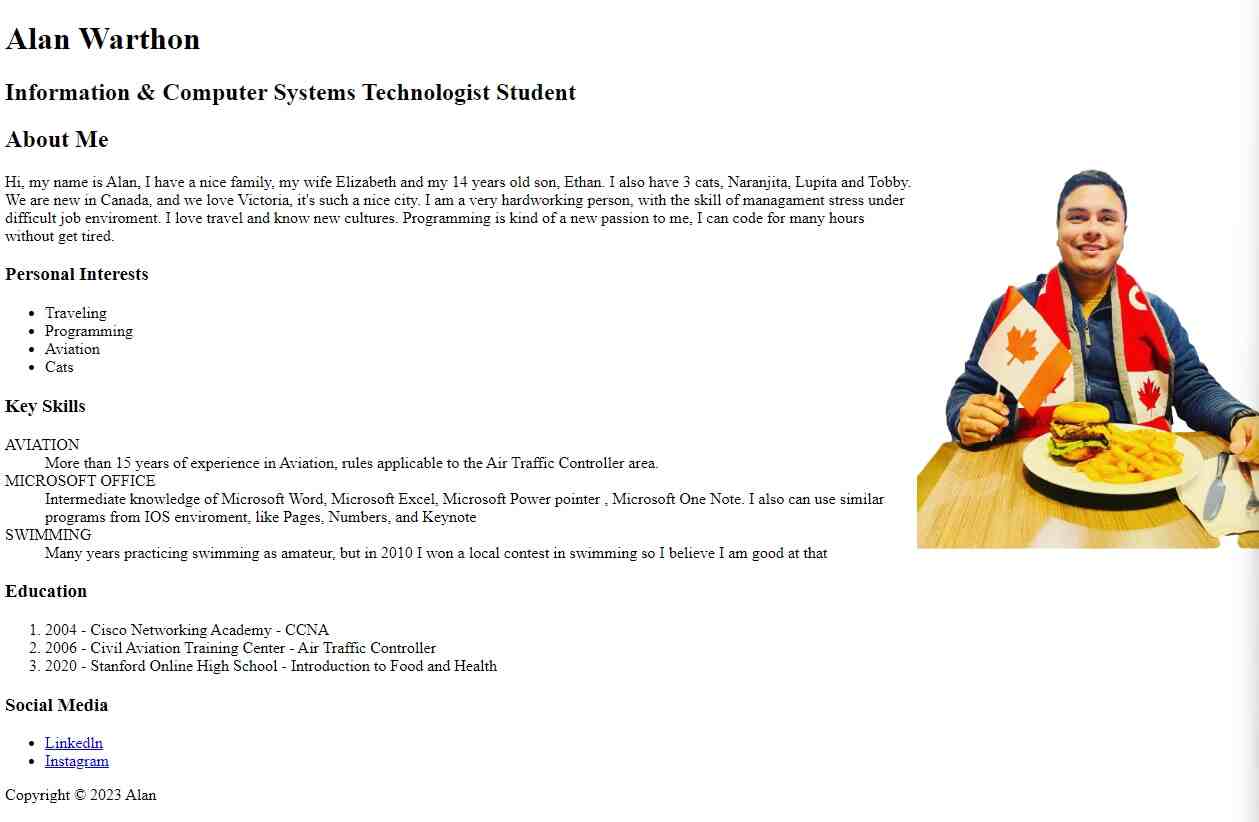 Alan Warthon
Information & Computer Systems Technologist Student
About Me
Hi, my name is Alan, I have a nice family, my wife Elizabeth and my 14 years old son, Ethan. I also have 3 cats, Naranjita, Lupita and Tobby.
We are new in Canada, and we love Victoria, it's such a nice city. I am a very hardworking person, with the skill of managament stress under
difficult job enviroment. I love travel and know new cultures. Programming is kind of a new passion to me, I can code for many hours
without get tired.
Personal Interests
• Traveling
• Programming
• Aviation
• Cats
Key Skills
AVIATION
More than 15 years of experience in Aviation, rules applicable to the Air Traffic Controller area.
MICROSOFT OFFICE
Intermediate knowledge of Microsoft Word, Microsoft Excel, Microsoft Power pointer , Microsoft One Note. I also can use similar
programs from IOS enviroment, like Pages, Numbers, and Keynote
SWIMMING
Many years practicing swimming as amateur, but in 2010 I won a local contest in swimming so I believe I am good at that
Education
1. 2004 - Cisco Networking Academy - CCNA
2. 2006 - Civil Aviation Training Center - Air Traffic Controller
3. 2020 - Stanford Online High School - Introduction to Food and Health
Social Media
• Linkedln
• Instagram
Copyright © 2023 Alan